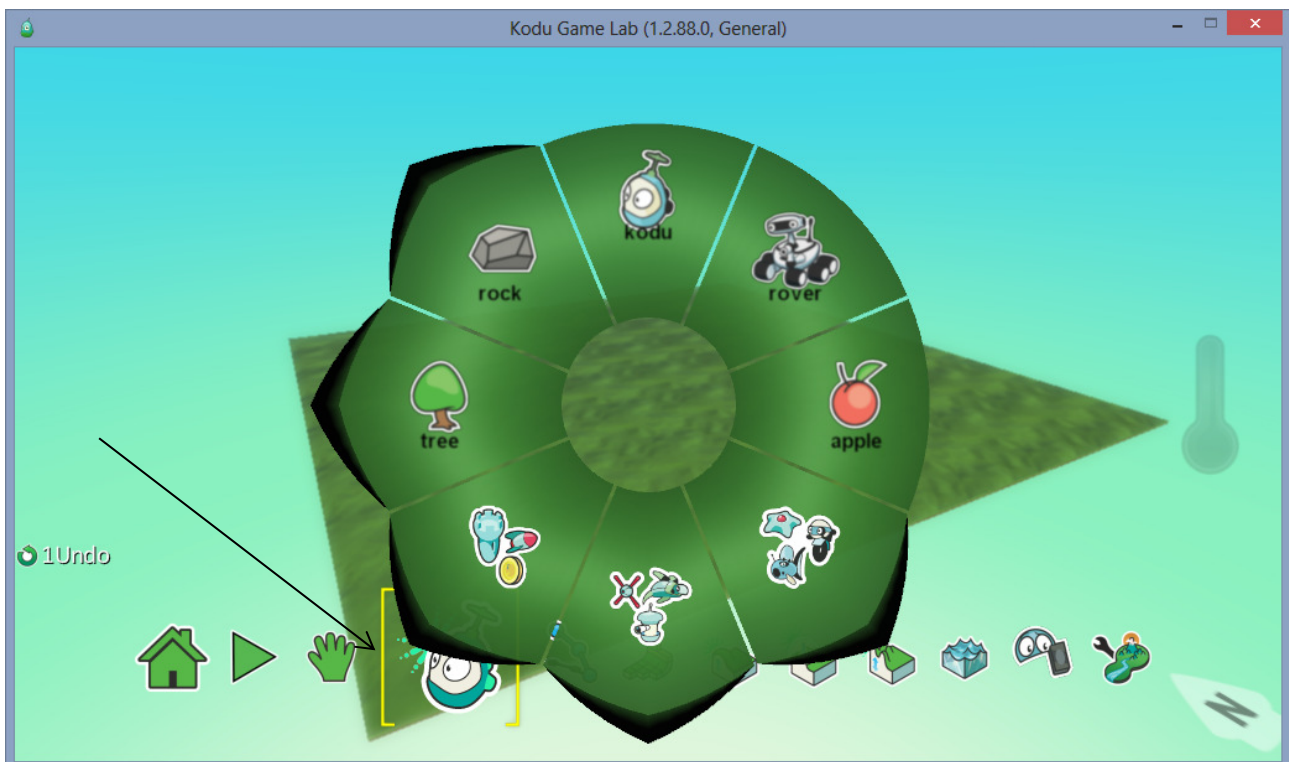 Kodu Game Lab (1.2.88.0, General)
kodu
rock
rover
tree
apple
1Undo
N